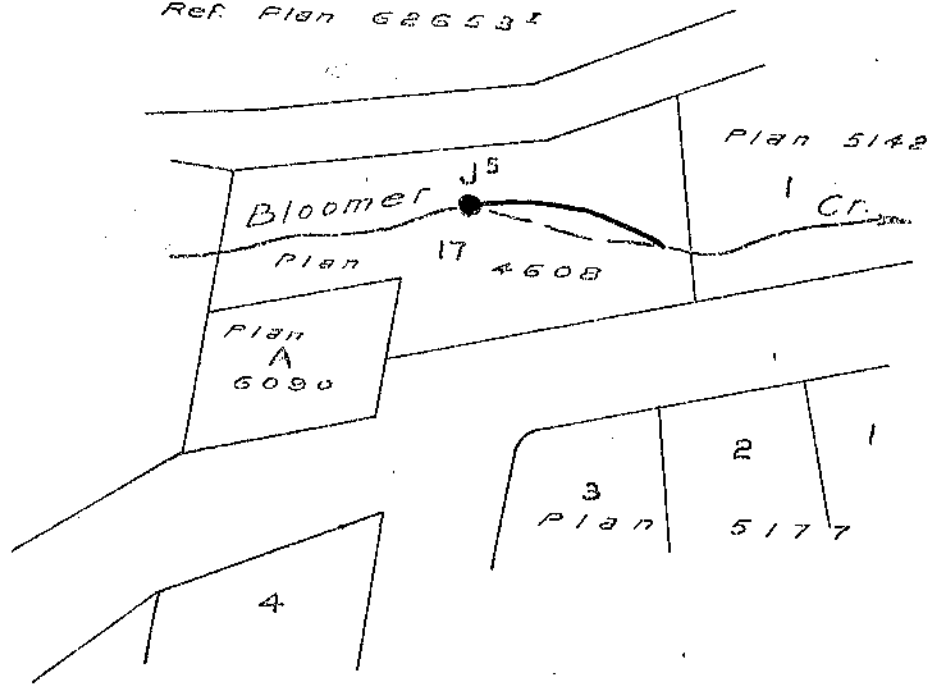 Ref. Plan 62653I
Plan 5142
J5
1
Bloomer
Cr.
17
Plan
4608
Plan
A
6090
2
1
3
Plan
5177
4